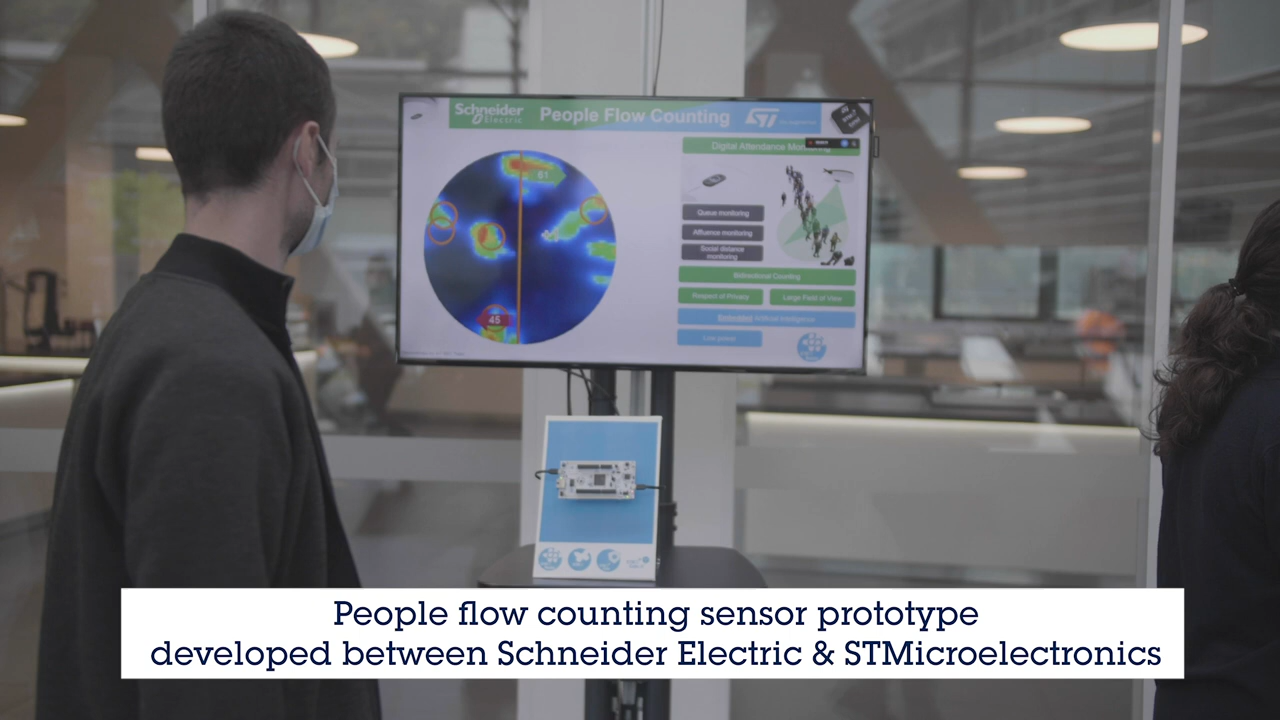 Schneider
Electric
People Flow Counting
ST
61
45
Digital Attendance Monitoring
Queue monitoring
Affluence monitoring
Social distance
monitoring
Bidirectional Counting
Respect of Privacy
Large Field of View
Embedded Artificial Intelligence
Low power
People flow counting sensor prototype
developed between Schneider Electric & STMicroelectronics